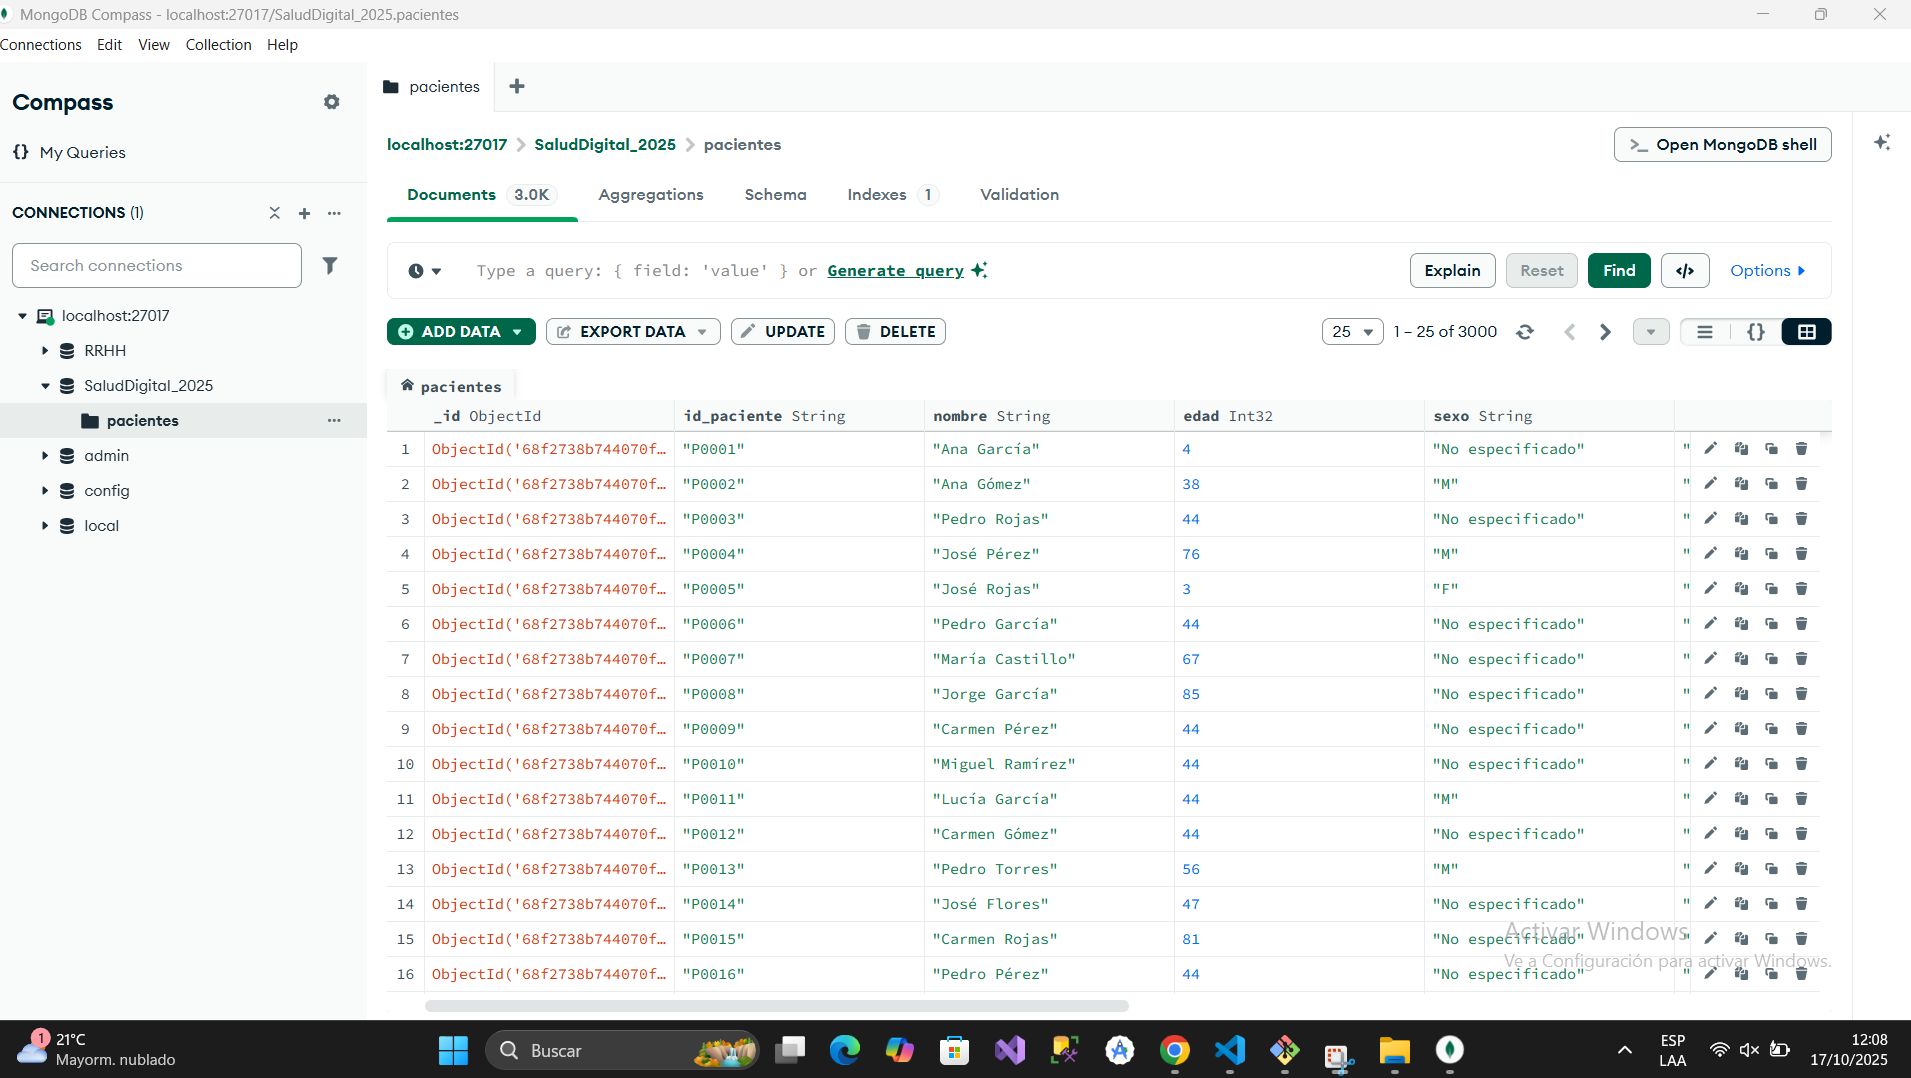 MongoDB Compass - localhost:27017/SaludDigital_2025.pacientes
Connections Edit View Collection Help
Compass
My Queries
CONNECTIONS (1)
Search connections
localhost:27017
RRHH
SaludDigital_2025
pacientes
admin
config
local
pacientes
localhost:27017 > SaludDigital_2025 > pacientes
>_ Open MongoDB shell
Documents 3.0K Aggregations Schema Indexes 1 Validation
Type a query: { field: 'value' } or Generate query
Explain Reset Find </> Options
ADD DATA EXPORT DATA UPDATE DELETE
25 1 – 25 of 3000 {}
pacientes
_id ObjectId id_paciente String nombre String edad Int32 sexo String
1 ObjectId('68f2738b744070f… "P0001" "Ana García" 4 "No especificado" "
2 ObjectId('68f2738b744070f… "P0002" "Ana Gómez" 38 "M" "
3 ObjectId('68f2738b744070f… "P0003" "Pedro Rojas" 44 "No especificado" "
4 ObjectId('68f2738b744070f… "P0004" "José Pérez" 76 "M" "
5 ObjectId('68f2738b744070f… "P0005" "José Rojas" 3 "F" "
6 ObjectId('68f2738b744070f… "P0006" "Pedro García" 44 "No especificado" "
7 ObjectId('68f2738b744070f… "P0007" "María Castillo" 67 "No especificado" "
8 ObjectId('68f2738b744070f… "P0008" "Jorge García" 85 "No especificado" "
9 ObjectId('68f2738b744070f… "P0009" "Carmen Pérez" 44 "No especificado" "
10 ObjectId('68f2738b744070f… "P0010" "Miguel Ramírez" 44 "No especificado" "
11 ObjectId('68f2738b744070f… "P0011" "Lucía García" 44 "M" "
12 ObjectId('68f2738b744070f… "P0012" "Carmen Gómez" 44 "No especificado" "
13 ObjectId('68f2738b744070f… "P0013" "Pedro Torres" 56 "M" "
14 ObjectId('68f2738b744070f… "P0014" "José Flores" 47 "No especificado" "
15 ObjectId('68f2738b744070f… "P0015" "Carmen Rojas" 81 "No especificado" "
16 ObjectId('68f2738b744070f… "P0016" "Pedro Pérez" 44 "No especificado" "
Activar Windows
Ve a Configuración para activar Windows.
1
21°C
Mayorm. nublado
Buscar
ESP
LAA
12:08
17/10/2025